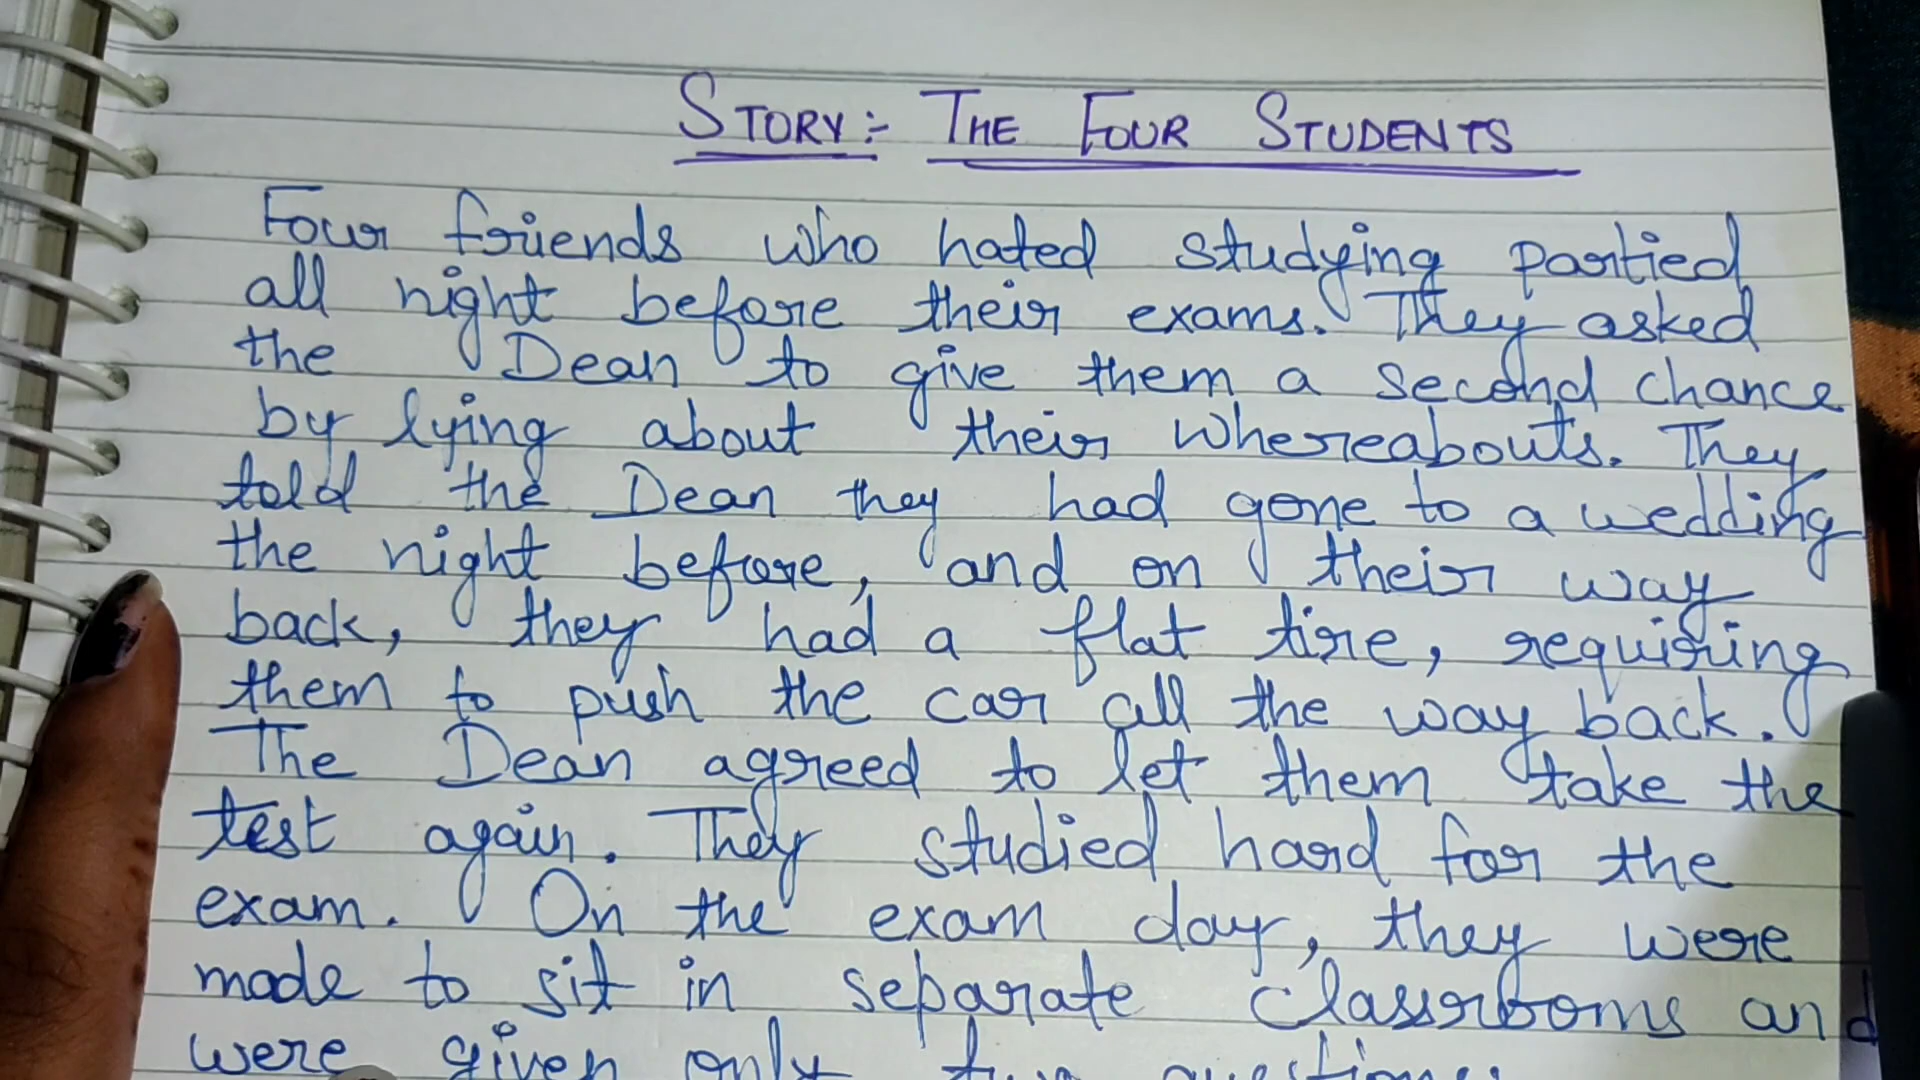 STORY:- THE FOUR STUDENTS
Four friends who hated studying partied
all night before their exams. They asked
the Dean to give them a second chance
by lying about their whereabouts. They
told the Dean they had gone to a wedding
the night before, and on their way
back, they had a flat tire, requiring
them to push the car all the way back.
The Dean agreed to let them take the
test again. They studied hard for the
exam. On the exam day, they were
made to sit in separate classrooms and
were given only two questions: